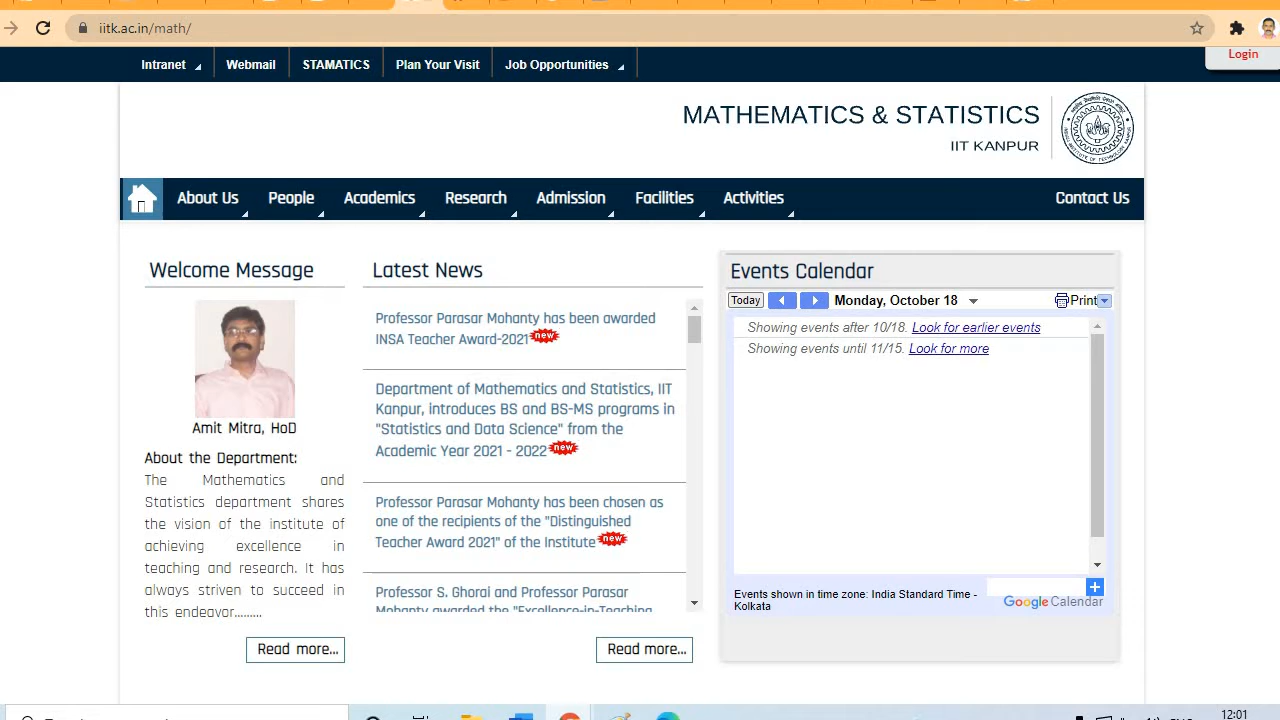 iitk.ac.in/math/
Login
Intranet
Webmail
STAMATICS
Plan Your Visit
Job Opportunities
MATHEMATICS & STATISTICS
IIT KANPUR
About Us
People
Academics
Research
Admission
Facilities
Activities
Contact Us
Welcome Message
Amit Mitra, HoD
About the Department:
The Mathematics and
Statistics department shares
the vision of the institute of
achieving excellence in
teaching and research. It has
always striven to succeed in
this endeavor........
Read more...
Latest News
Professor Parasar Mohanty has been awarded
INSA Teacher Award-2021 new
Department of Mathematics and Statistics, IIT
Kanpur, introduces BS and BS-MS programs in
"Statistics and Data Science" from the
Academic Year 2021 - 2022 new
Professor Parasar Mohanty has been chosen as
one of the recipients of the "Distinguished
Teacher Award 2021" of the Institute new
Professor S. Ghorai and Professor Parasar
Mohanty awarded the "Excellence-in-Teaching
Read more...
Events Calendar
Today
Monday, October 18
Print
Showing events after 10/18. Look for earlier events
Showing events until 11/15. Look for more
Events shown in time zone: India Standard Time -
Kolkata
Google Calendar
12:01